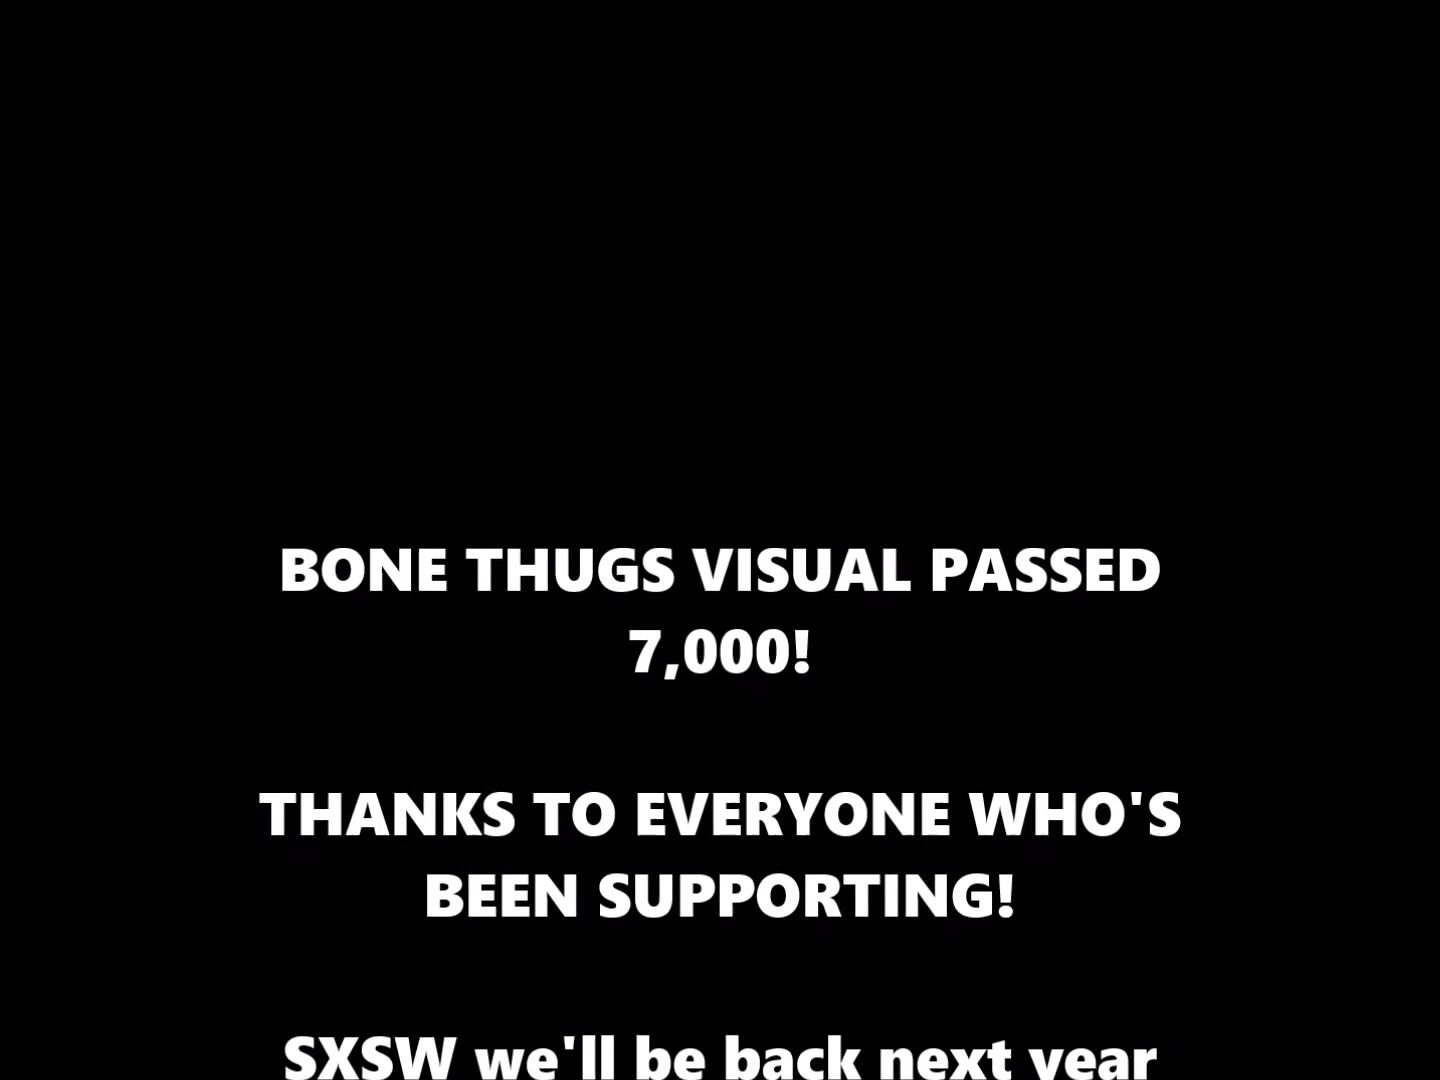 BONE THUGS VISUAL PASSED
7,000!
THANKS TO EVERYONE WHO'S
BEEN SUPPORTING!
SXSW we'll be back next year